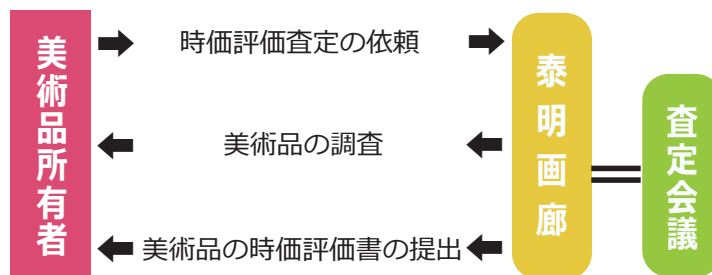 美術品所有者
時価評価査定の依頼
美術品の調査
美術品の時価評価書の提出
泰明画廊
査定会議